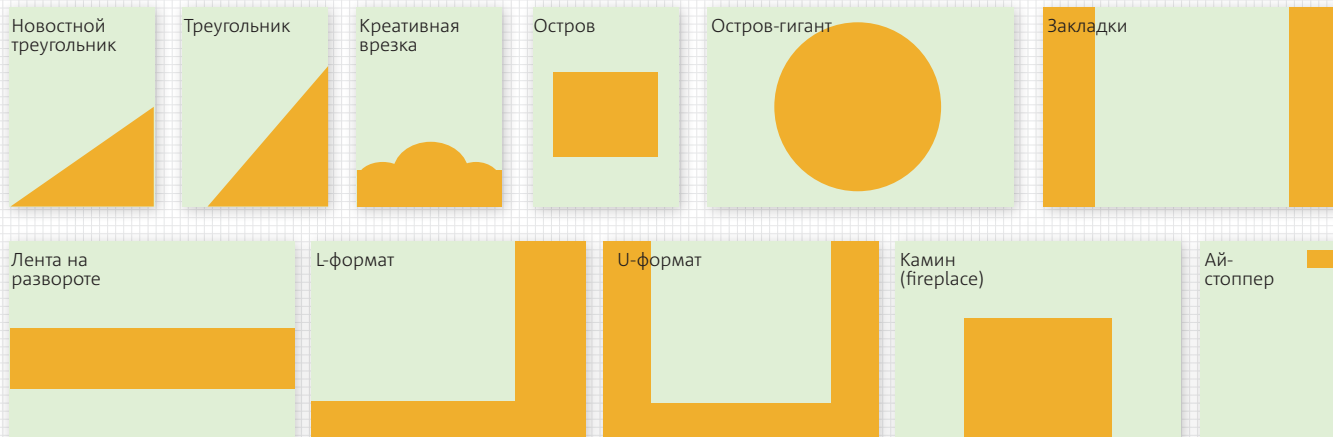 Новостной
треугольник
Треугольник
Креативная
врезка
Остров
Остров-гигант
Закладки
Лента на
развороте
L-формат
U-формат
Камин
(fireplace)
Ай-
стоппер